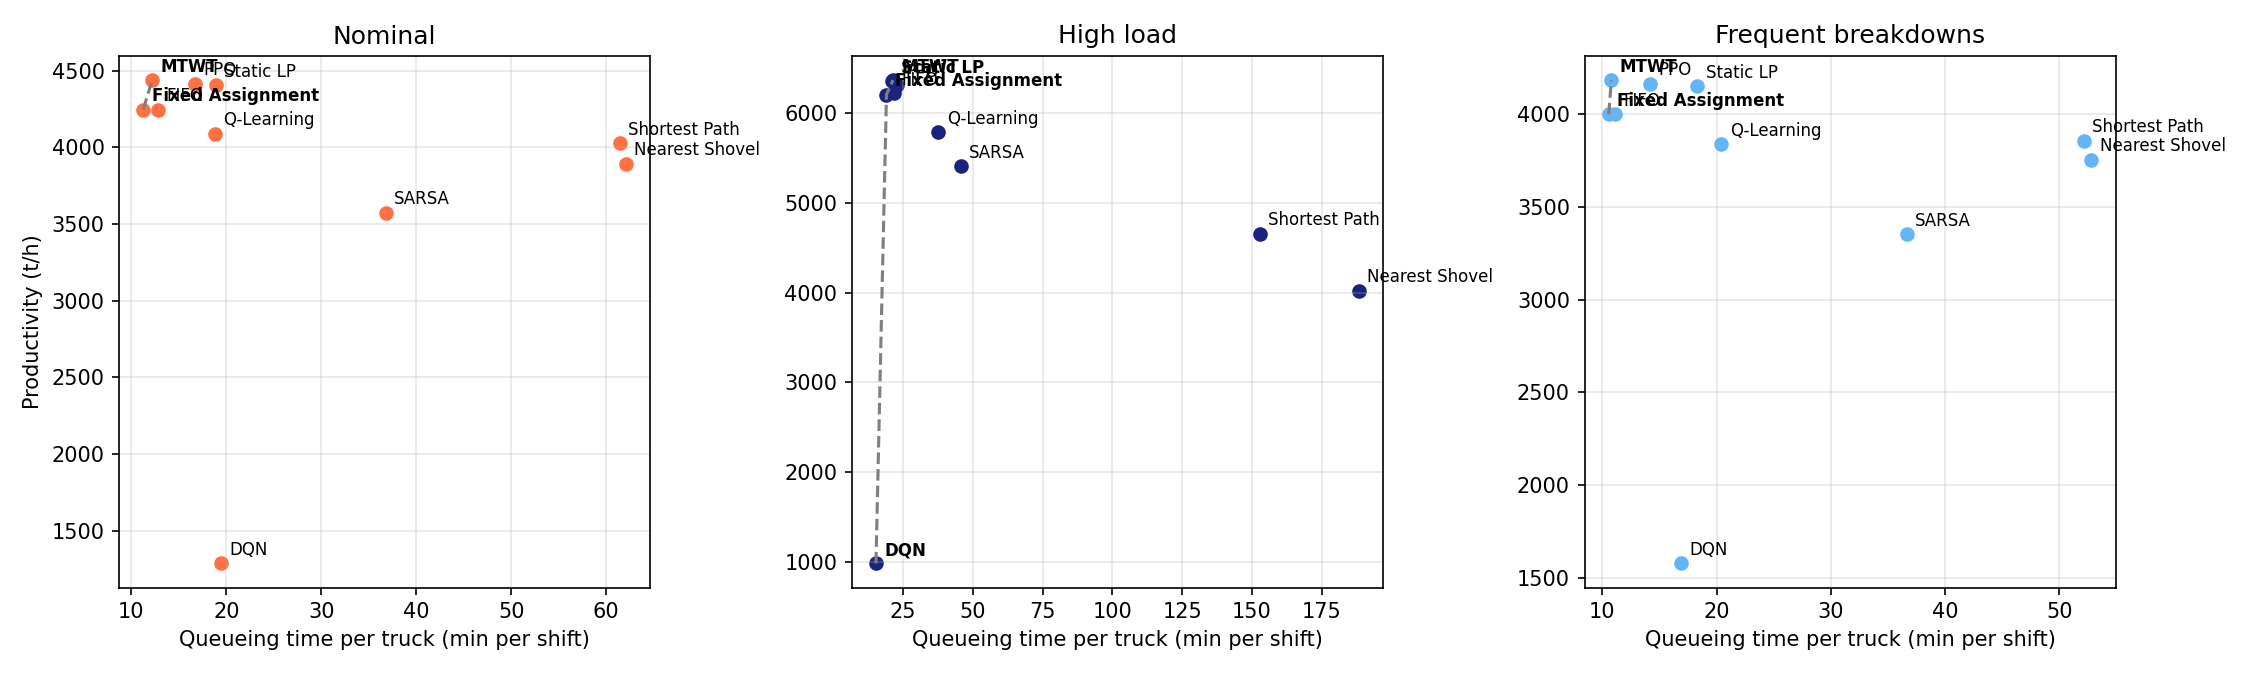 Nominal
4500
4000
3500
3000
2500
2000
1500
10
20
30
40
50
60
Productivity (t/h)
Queueing time per truck (min per shift)
MTWT
PPO
Static LP
Fixed Assignment
FIFO
Q-Learning
Shortest Path
Nearest Shovel
SARSA
DQN
High load
6000
5000
4000
3000
2000
1000
25
50
75
100
125
150
175
Queueing time per truck (min per shift)
MTWT
Static LP
Fixed Assignment
Q-Learning
SARSA
Shortest Path
Nearest Shovel
DQN
Frequent breakdowns
4000
3500
3000
2500
2000
1500
10
20
30
40
50
Queueing time per truck (min per shift)
MTWT
PPO
Static LP
Fixed Assignment
FIFO
Q-Learning
Shortest Path
Nearest Shovel
SARSA
DQN